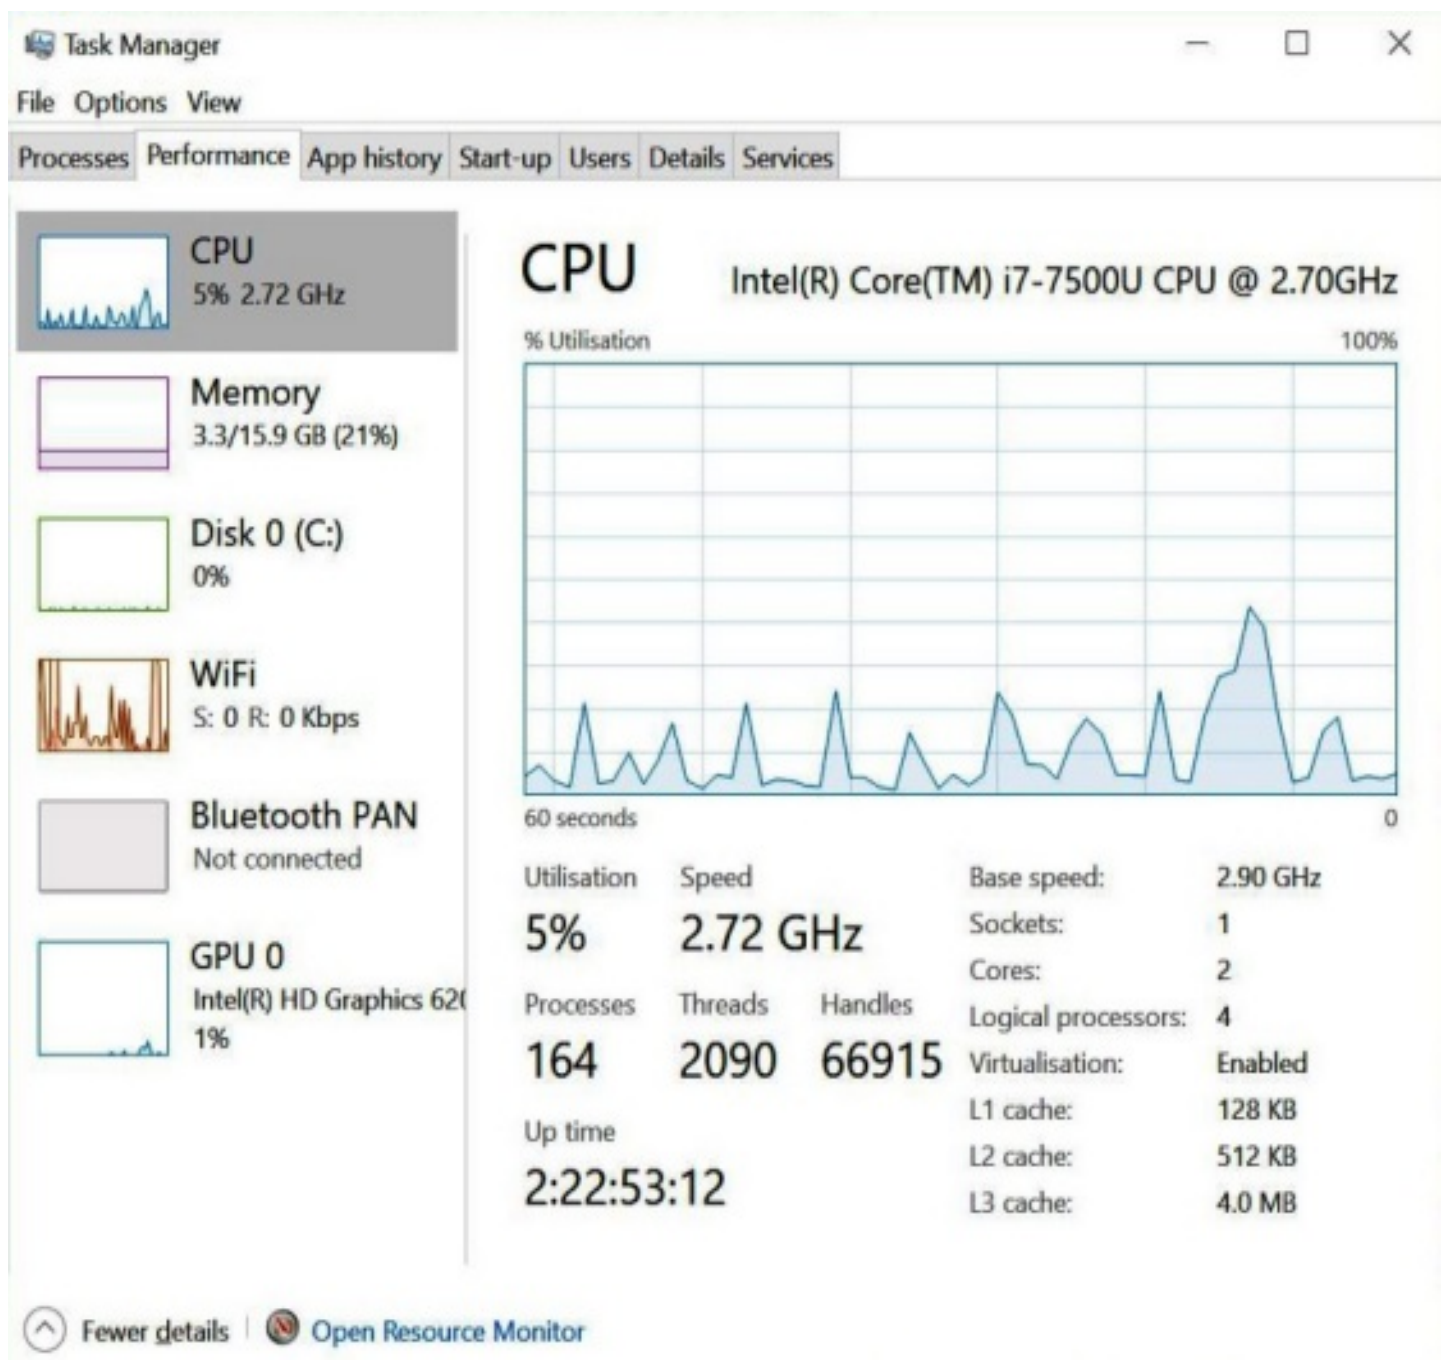 Task Manager
File Options View
Processes Performance App history Start-up Users Details Services
CPU
5% 2.72 GHz
Memory
3.3/15.9 GB (21%)
Disk 0 (C:)
0%
WiFi
S: 0 R: 0 Kbps
Bluetooth PAN
Not connected
GPU 0
Intel(R) HD Graphics 620
1%
CPU Intel(R) Core(TM) i7-7500U CPU @ 2.70GHz
% Utilisation 100%
60 seconds 0
Utilisation Speed
5% 2.72 GHz
Processes Threads Handles
164 2090 66915
Up time
2:22:53:12
Base speed: 2.90 GHz
Sockets: 1
Cores: 2
Logical processors: 4
Virtualisation: Enabled
L1 cache: 128 KB
L2 cache: 512 KB
L3 cache: 4.0 MB
Fewer details Open Resource Monitor